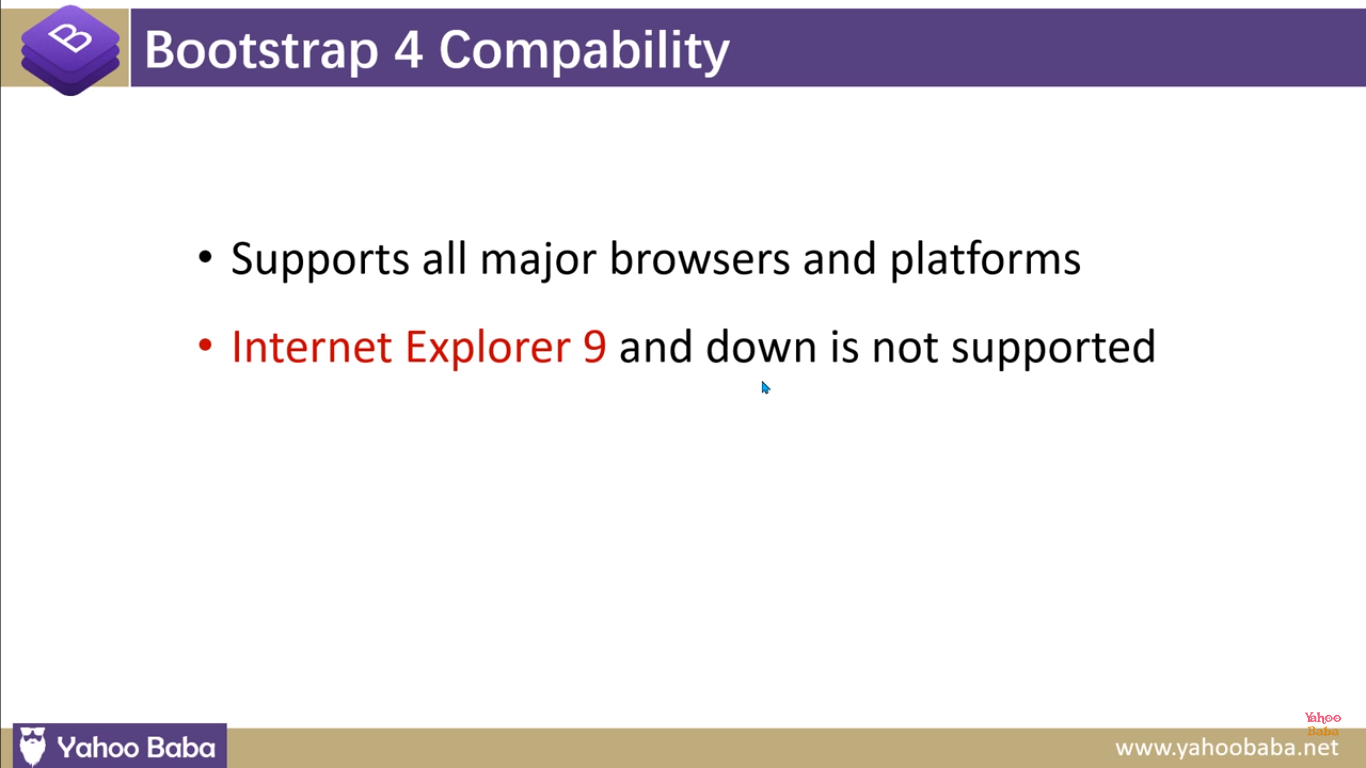 B
Bootstrap 4 Compability
• Supports all major browsers and platforms
• Internet Explorer 9 and down is not supported
Yahoo
Baba
Yahoo Baba
www.yahoobaba.net